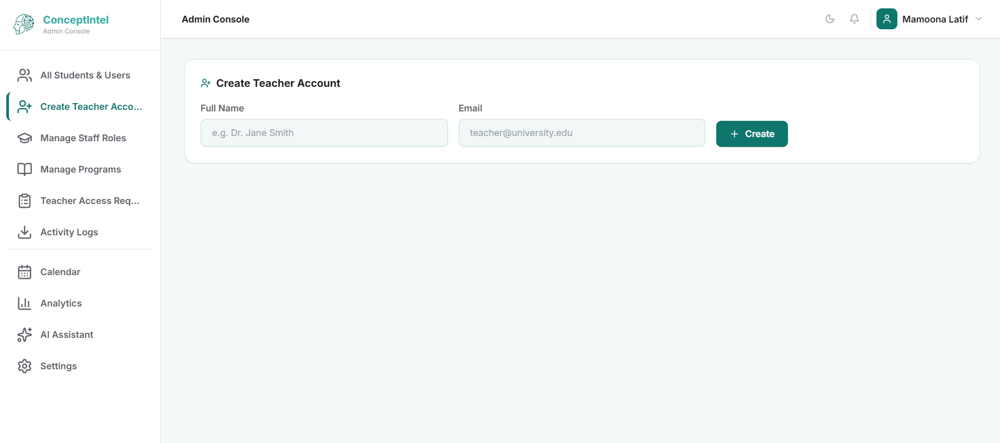 ConceptIntel
Admin Console
All Students & Users
Create Teacher Acco...
Manage Staff Roles
Manage Programs
Teacher Access Req...
Activity Logs
Calendar
Analytics
AI Assistant
Settings
Admin Console
Mamoona Latif
Create Teacher Account
Full Name
e.g. Dr. Jane Smith
Email
teacher@university.edu
+ Create